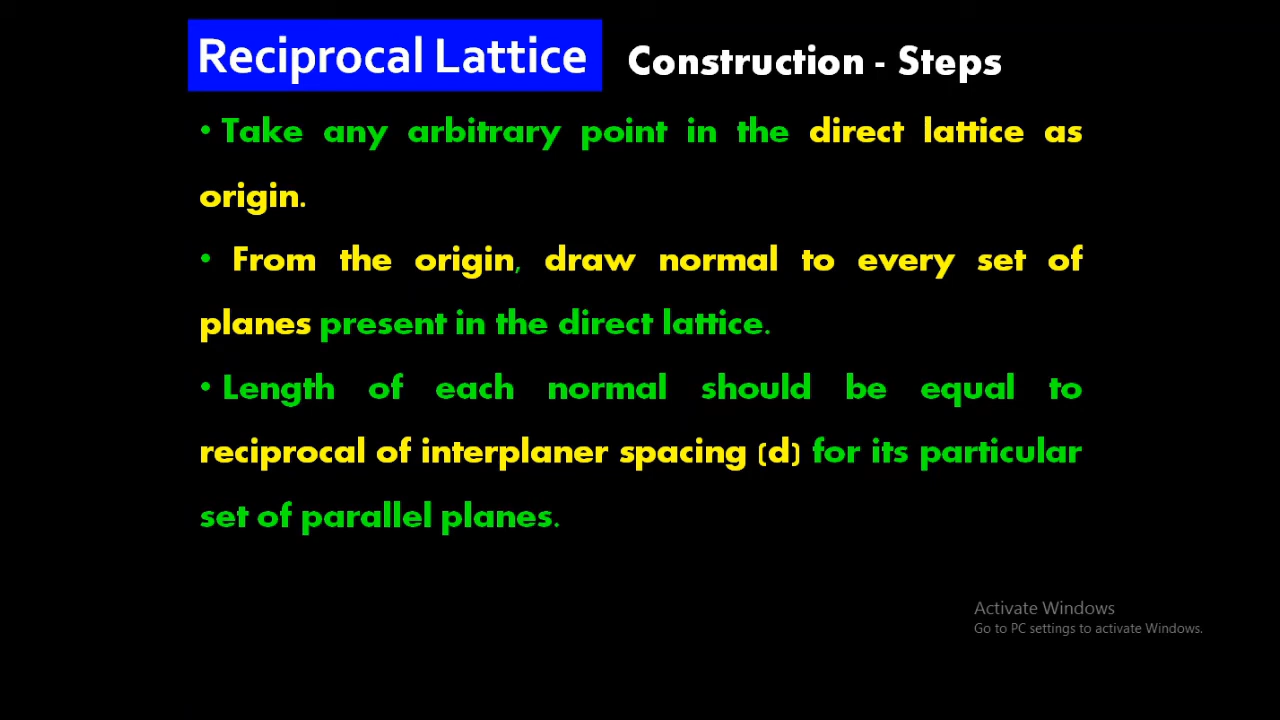 Reciprocal Lattice Construction - Steps
• Take any arbitrary point in the direct lattice as
origin.
• From the origin, draw normal to every set of
planes present in the direct lattice.
• Length of each normal should be equal to
reciprocal of interplaner spacing (d) for its particular
set of parallel planes.
Activate Windows
Go to PC settings to activate Windows.